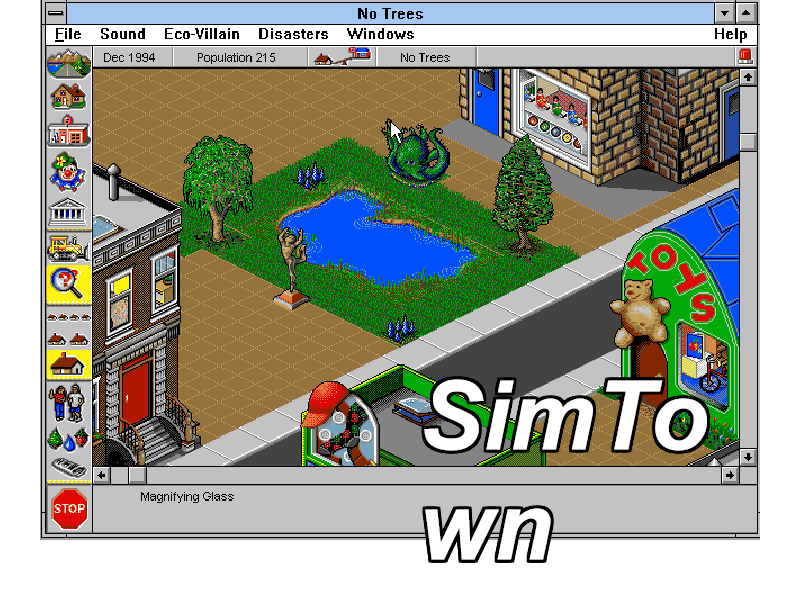 No Trees
File Sound Eco-Villain Disasters Windows Help
Dec 1994 Population 215 No Trees
TOYS
SimTo
wn
Magnifying Glass
STOP